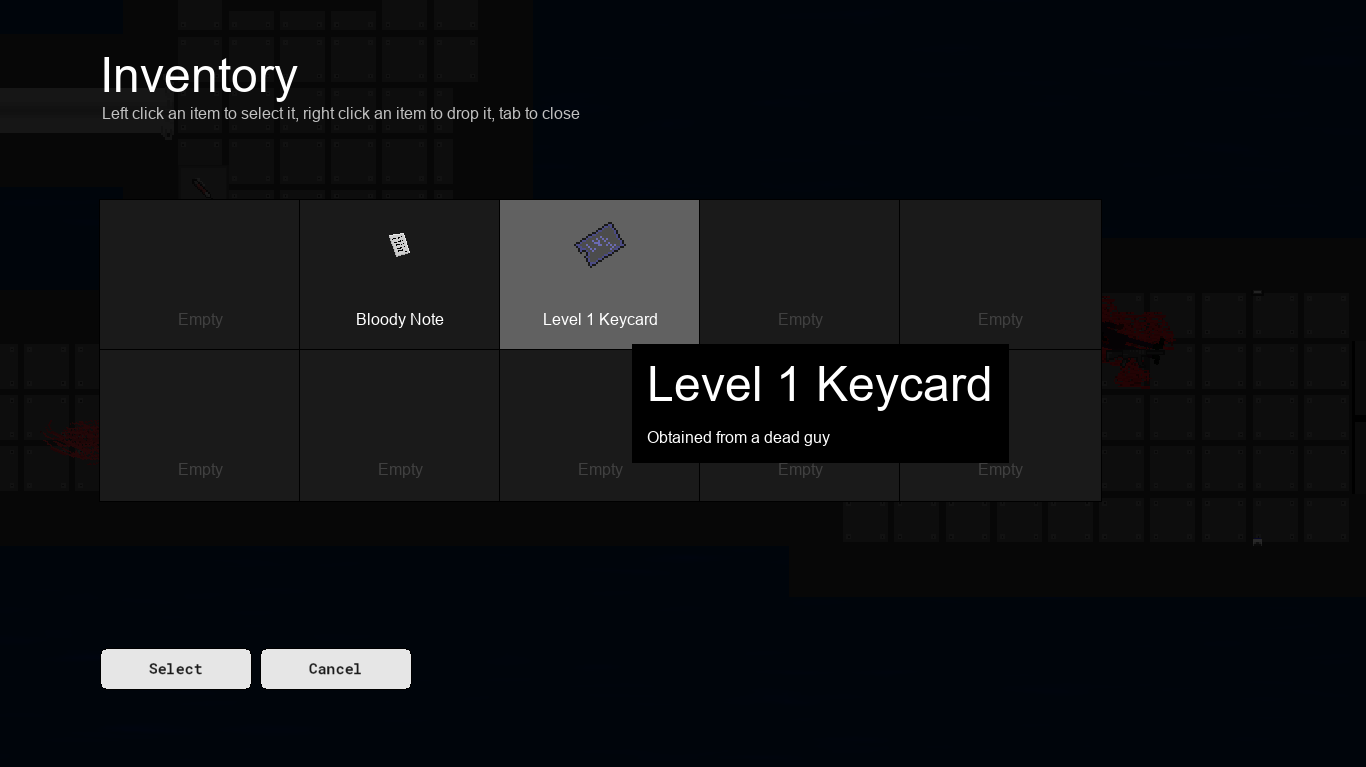 Inventory
Left click an item to select it, right click an item to drop it, tab to close
Empty
Bloody Note
Level 1 Keycard
Empty
Empty
Level 1 Keycard
Obtained from a dead guy
Empty
Empty
Empty
Empty
Empty
Select
Cancel